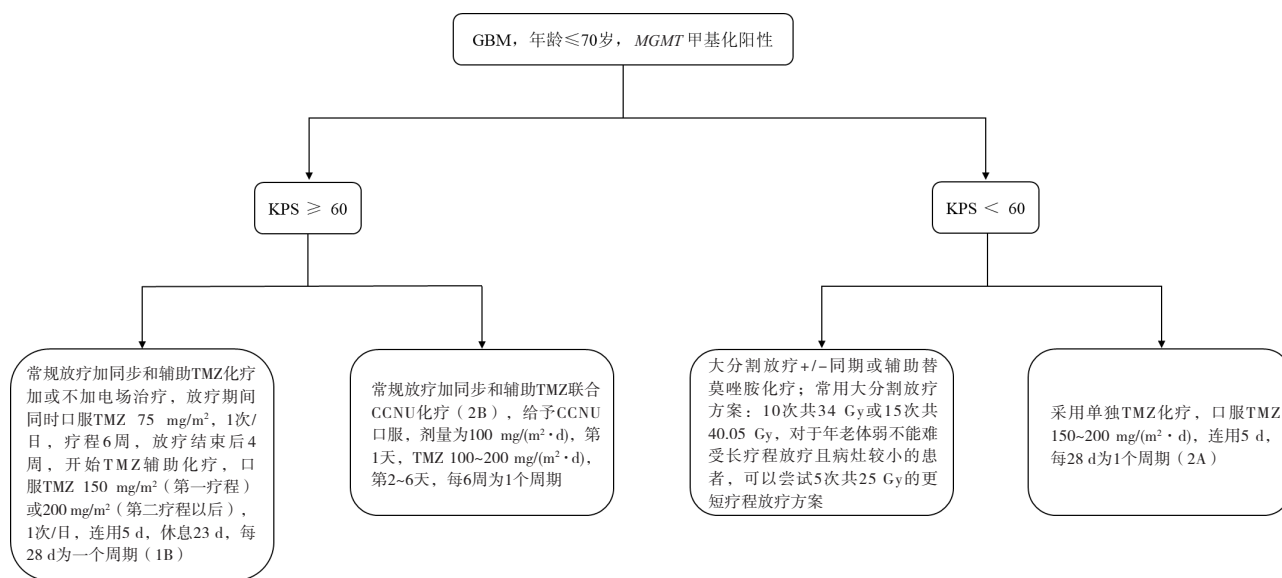 GBM，年龄≤70岁，MGMT 甲基化阳性
KPS ≥ 60
KPS < 60
常规放疗加同步和辅助TMZ化疗
加或不加电场治疗，放疗期间
同时口服TMZ 75 mg/m²，1次/
日，疗程6周，放疗结束后4
周，开始TMZ辅助化疗，口
服TMZ 150 mg/m²（第一疗程）
或200 mg/m²（第二疗程以后），
1次/日，连用5 d，休息23 d，每
28 d为一个周期（1B）
常规放疗加同步和辅助TMZ联合
CCNU化疗（2B），给予CCNU
口服，剂量为100 mg/(m²·d)，第
1天，TMZ 100~200 mg/(m²·d)，
第2~6天，每6周为1个周期
大分割放疗+/-同期或辅助替
莫唑胺化疗；常用大分割放疗
方案：10次共34 Gy或15次共
40.05 Gy，对于年老体弱不能难
受长疗程放疗且病灶较小的患
者，可以尝试5次共25 Gy的更
短疗程放疗方案
采用单独TMZ化疗，口服TMZ
150~200 mg/(m²·d)，连用5 d，
每28 d为1个周期（2A）